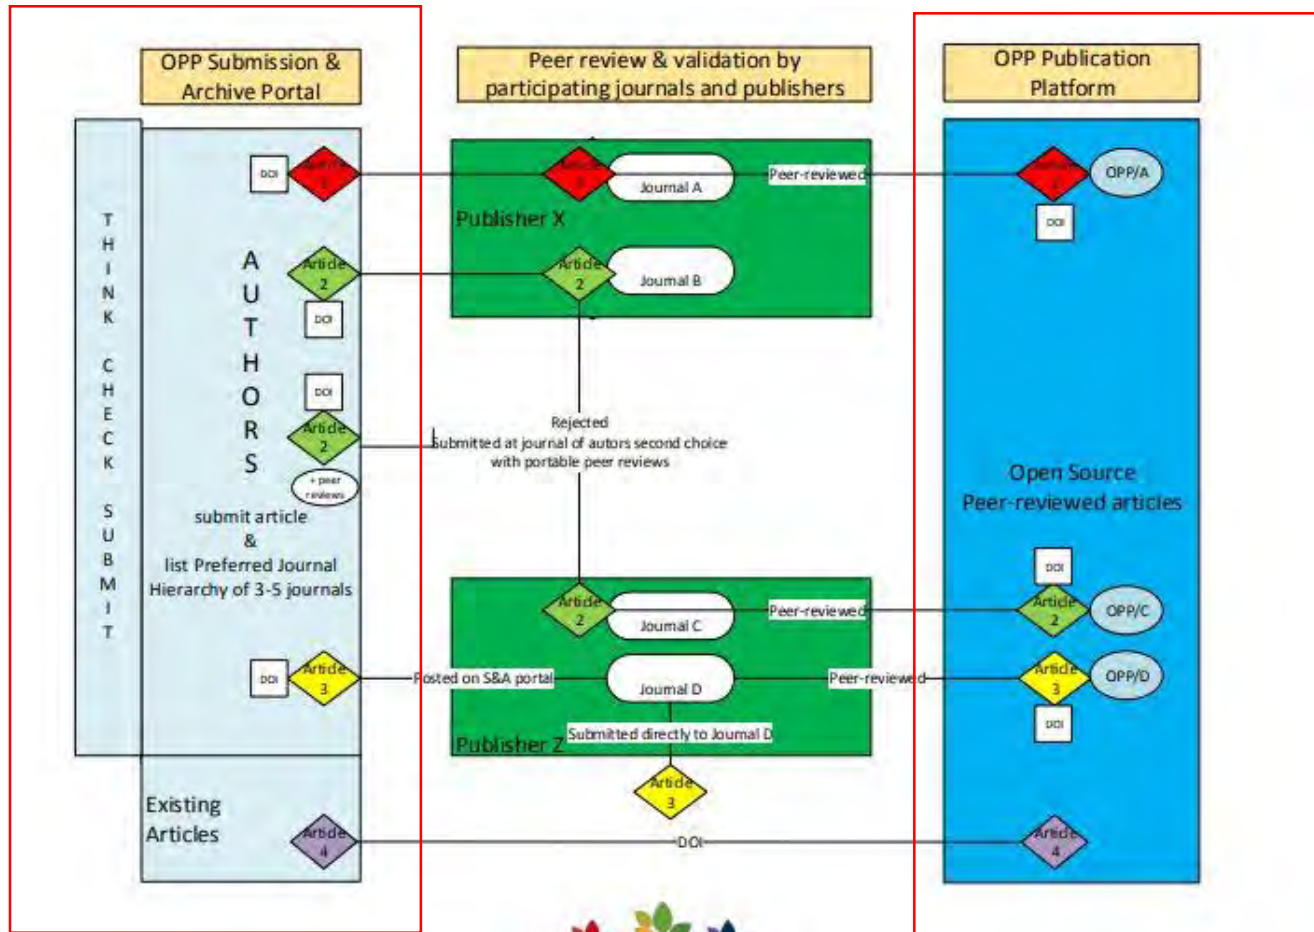 OPP Submission &
Archive Portal
Peer review & validation by
participating journals and publishers
OPP Publication
Platform
THINK CHECK SUBMIT
AUTHORS
DOI
1
Journal A
Peer-reviewed
OPP/A
DOI
Publisher X
Article
2
DOI
Article
2
Journal B
DOI
Article
2
+ peer
reviews
Rejected
Submitted at journal of autors second choice
with portable peer reviews
submit article
&
list Preferred Journal
Hierarchy of 3-5 journals
Open Source
Peer-reviewed articles
Article
2
Journal C
Peer-reviewed
DOI
Article
2
OPP/C
DOI
Article
3
Posted on S&A portal
Journal D
Peer-reviewed
Article
3
OPP/D
DOI
Submitted directly to Journal D
Publisher Z
Article
3
Existing
Articles
Article
4
DOI
Article
4